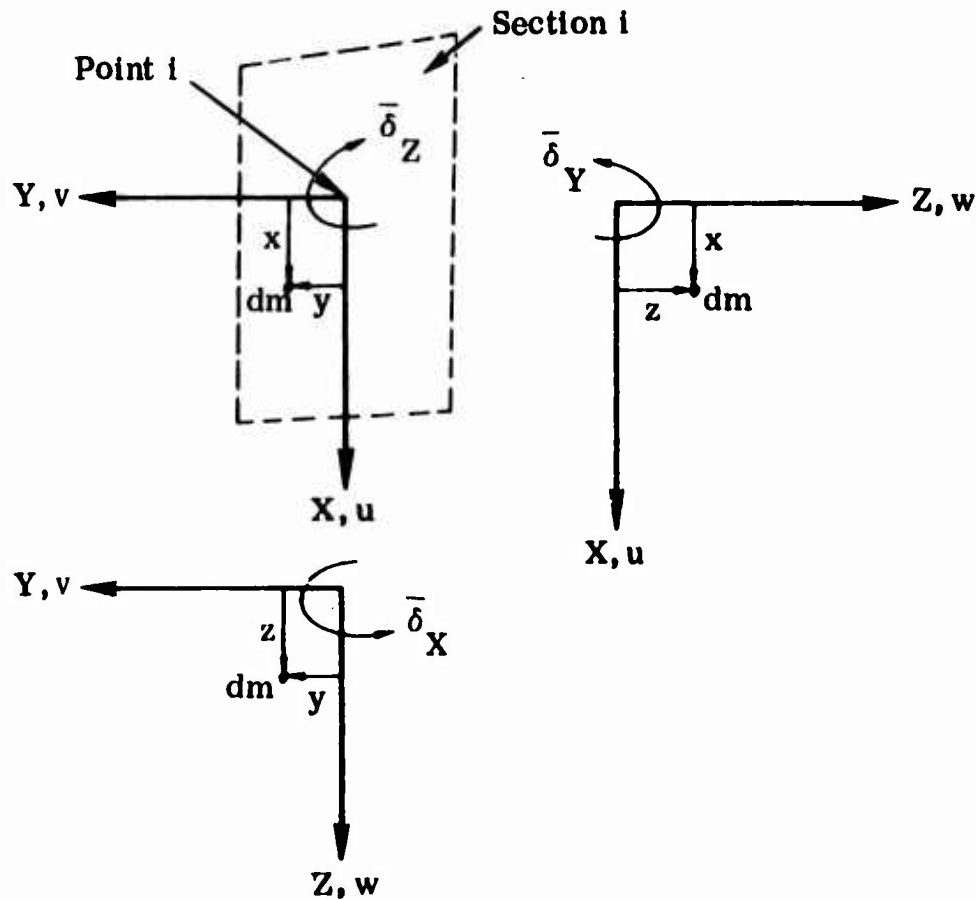 Section i
Point i
δ̄Z
Y, v
x
dm
y
X, u
δ̄Y
Z, w
x
z
dm
X, u
Y, v
δ̄X
z
dm
y
Z, w